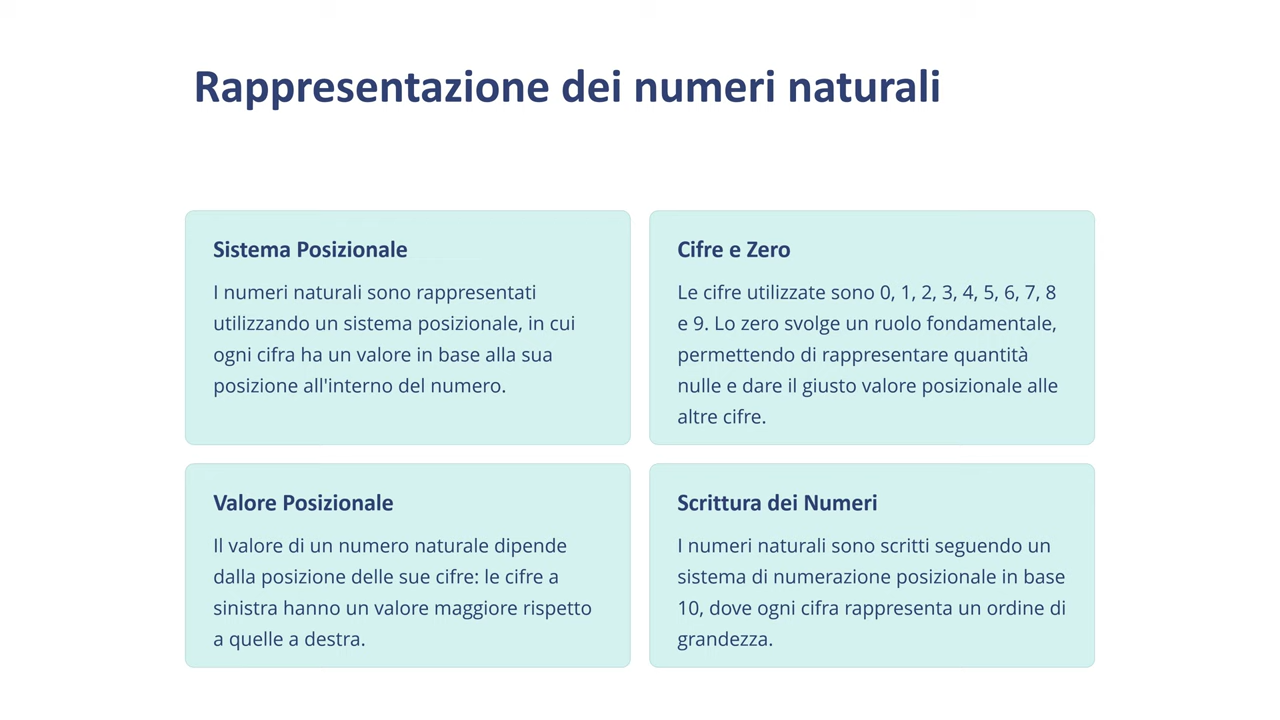 Rappresentazione dei numeri naturali
Sistema Posizionale
I numeri naturali sono rappresentati
utilizzando un sistema posizionale, in cui
ogni cifra ha un valore in base alla sua
posizione all'interno del numero.
Cifre e Zero
Le cifre utilizzate sono 0, 1, 2, 3, 4, 5, 6, 7, 8
e 9. Lo zero svolge un ruolo fondamentale,
permettendo di rappresentare quantità
nulle e dare il giusto valore posizionale alle
altre cifre.
Valore Posizionale
Il valore di un numero naturale dipende
dalla posizione delle sue cifre: le cifre a
sinistra hanno un valore maggiore rispetto
a quelle a destra.
Scrittura dei Numeri
I numeri naturali sono scritti seguendo un
sistema di numerazione posizionale in base
10, dove ogni cifra rappresenta un ordine di
grandezza.